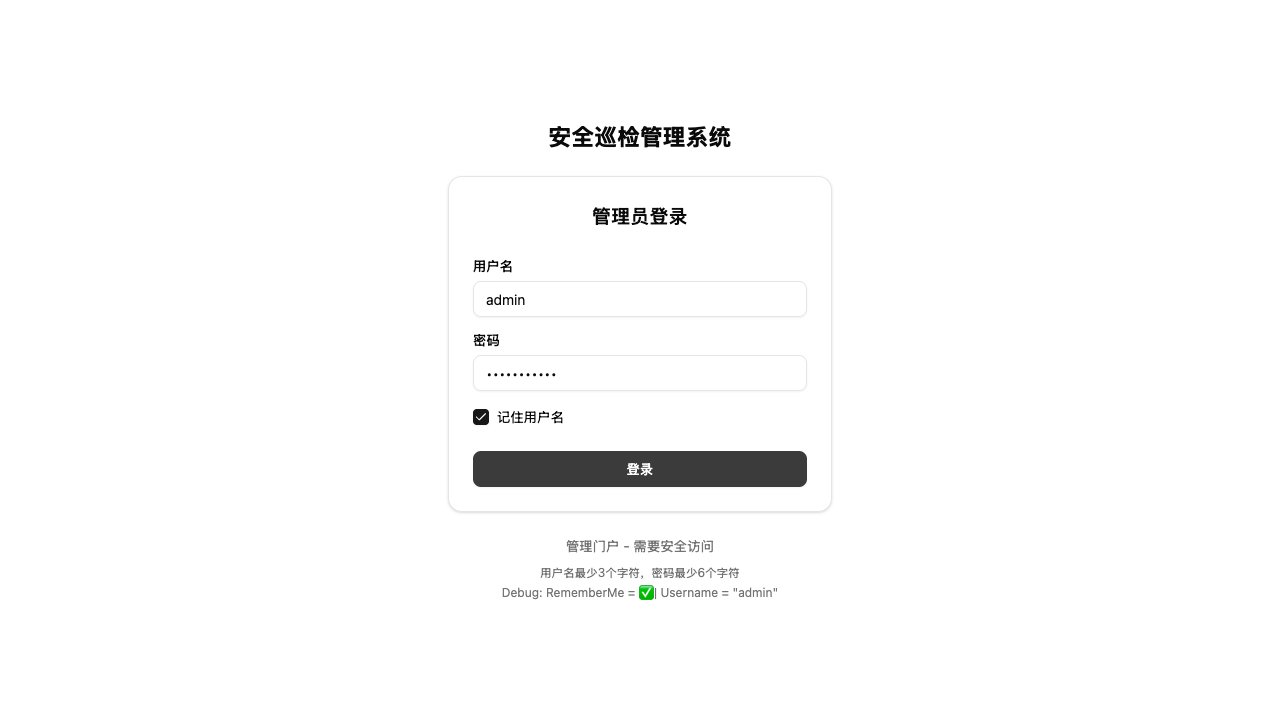 安全巡检管理系统
管理员登录
用户名
admin
密码
•••••••••••
记住用户名
登录
管理门户 - 需要安全访问
用户名最少3个字符，密码最少6个字符
Debug: RememberMe = ✅| Username = "admin"